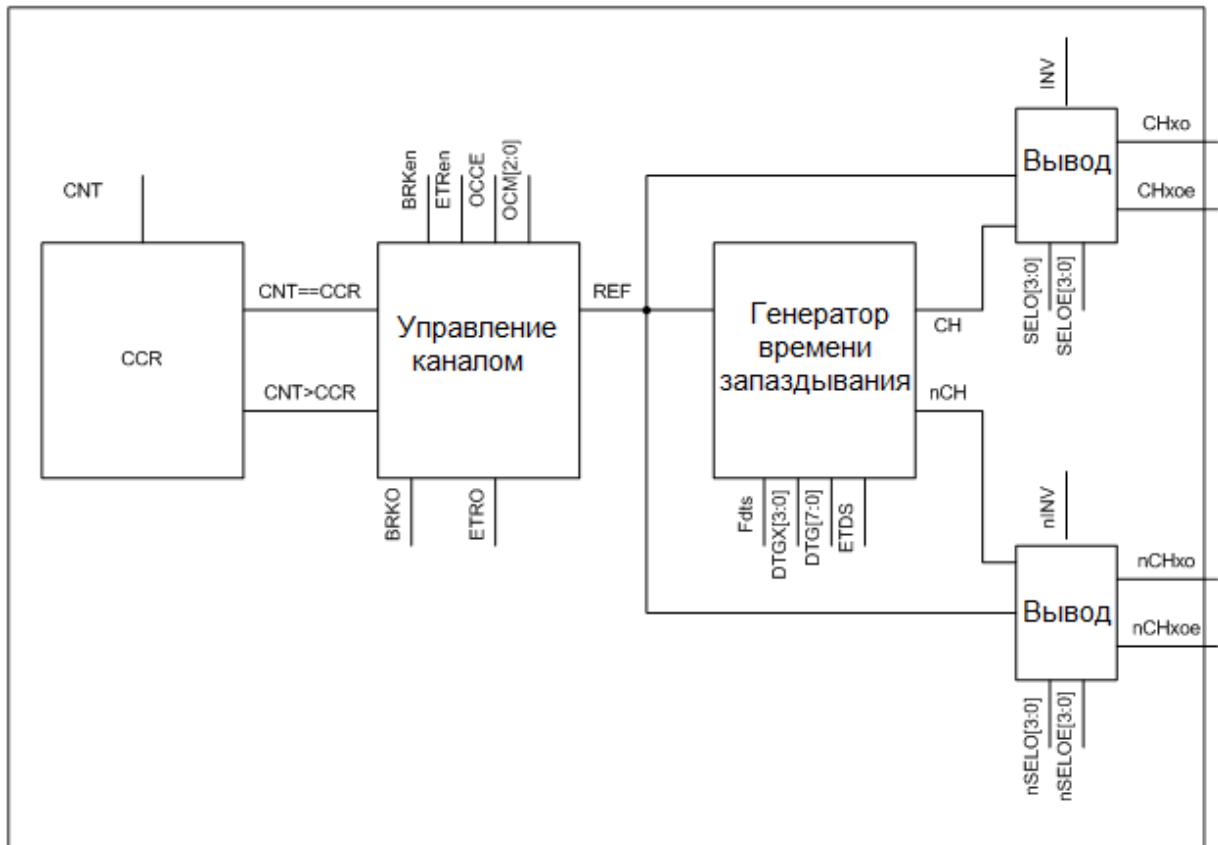 INV
CHxo
Вывод
CHxoe
BRKen
ETRen
OCCE
OCM[2:0]
CNT
SELO[3:0]
SELOE[3:0]
CNT==CCR
REF
Управление
каналом
Генератор
времени
запаздывания
CH
CCR
CNT>CCR
nCH
BRKO
ETRO
Fdts
DTGX[3:0]
DTG[7:0]
ETDS
nINV
nCHxo
Вывод
nCHxoe
nSELO[3:0]
nSELOE[3:0]